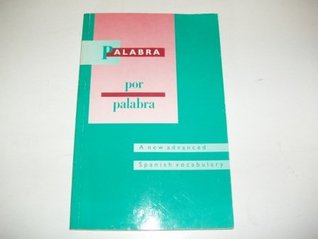 PALABRA
por
palabra
A new advanced
Spanish vocabulary